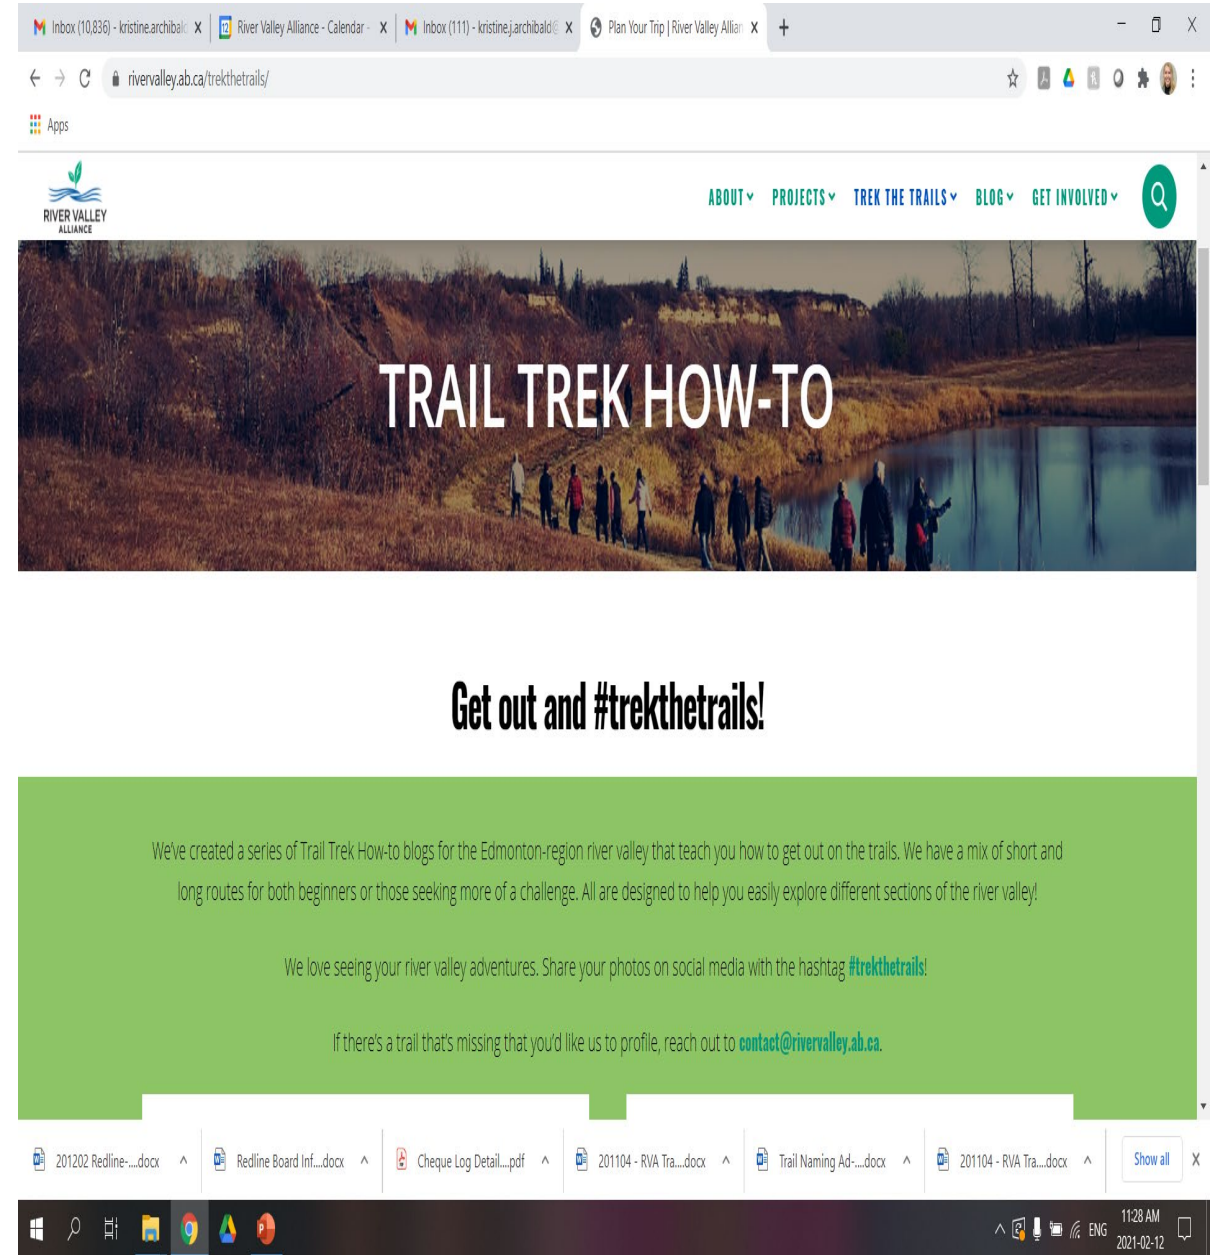 Inbox (10,836) - kristine.archibal
River Valley Alliance - Calendar -
Inbox (111) - kristine.j.archibald@
Plan Your Trip | River Valley Allian
rivervalley.ab.ca/trekthetrails/
Apps
RIVER VALLEY
ALLIANCE
ABOUT PROJECTS TREK THE TRAILS BLOG GET INVOLVED
TRAIL TREK HOW-TO
Get out and #trekthetrails!
We've created a series of Trail Trek How-to blogs for the Edmonton-region river valley that teach you how to get out on the trails. We have a mix of short and
long routes for both beginners or those seeking more of a challenge. All are designed to help you easily explore different sections of the river valley!
We love seeing your river valley adventures. Share your photos on social media with the hashtag #trekthetrails!
If there's a trail that's missing that you'd like us to profile, reach out to contact@rivervalley.ab.ca.
201202 Redline-....docx
Redline Board Inf....docx
Cheque Log Detail....pdf
201104 - RVA Tra....docx
Trail Naming Ad-....docx
201104 - RVA Tra....docx
Show all
ENG
11:28 AM
2021-02-12